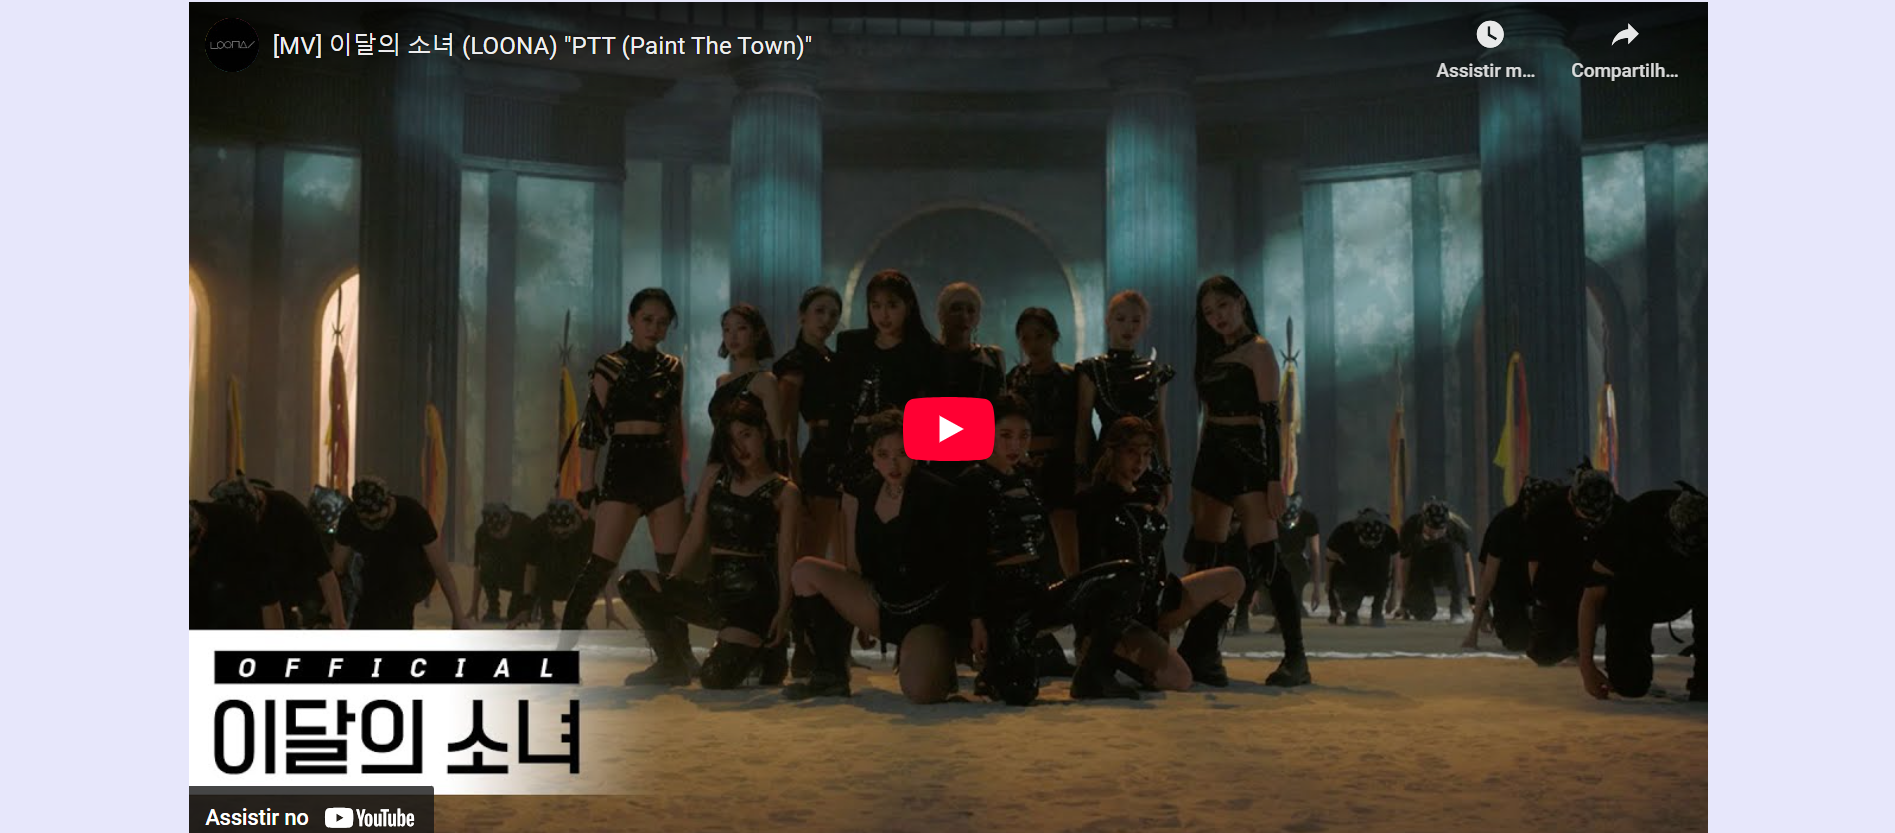 LOONA
[MV] 이달의 소녀 (LOONA) "PTT (Paint The Town)"
Assistir m...
Compartilh...
OFFICIAL
이달의 소녀
Assistir no YouTube